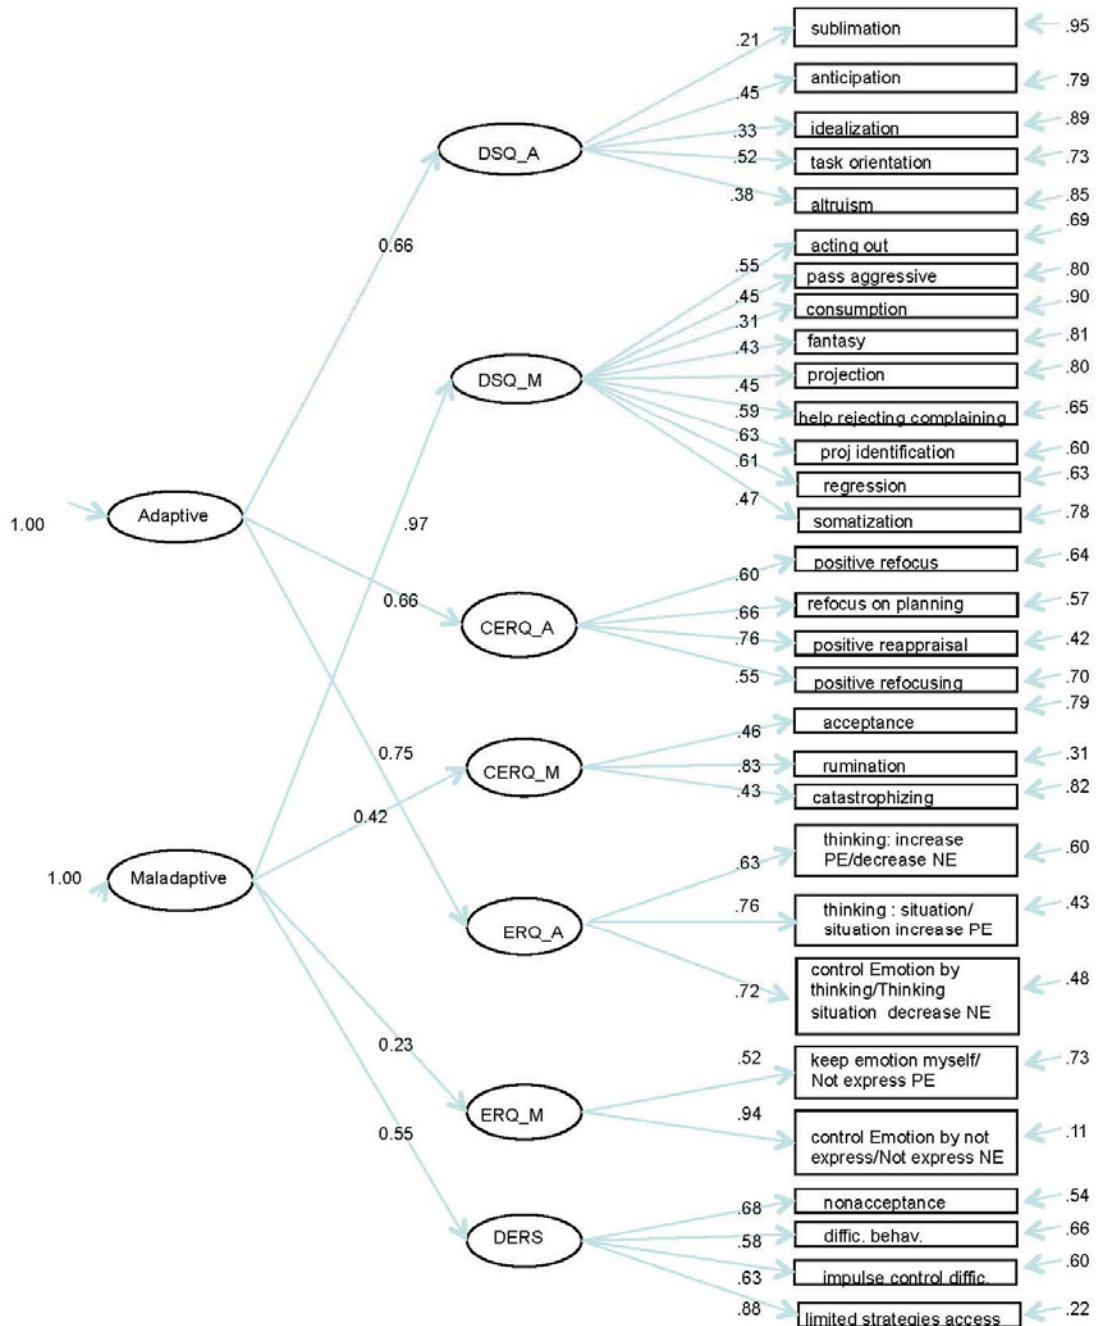 sublimation
.95
.21
anticipation
.79
.45
idealization
.89
.33
DSQ_A
task orientation
.73
.52
altruism
.85
.38
.69
acting out
0.66
.55
pass aggressive
.80
.45
consumption
.90
.31
fantasy
.81
.43
DSQ_M
projection
.80
.45
help rejecting complaining
.65
.59
.63
proj identification
.60
.61
regression
.63
.47
somatization
.78
1.00
Adaptive
.97
positive refocus
.64
.60
0.66
refocus on planning
.57
.66
CERQ_A
positive reappraisal
.42
.76
positive refocusing
.70
.55
.79
acceptance
.46
0.75
CERQ_M
rumination
.31
.83
catastrophizing
.82
.43
0.42
thinking: increase
PE/decrease NE
.60
.63
1.00
Maladaptive
.76
thinking : situation/
situation increase PE
.43
ERQ_A
control Emotion by
thinking/Thinking
situation decrease NE
.48
.72
0.23
.52
keep emotion myself/
Not express PE
.73
ERQ_M
.94
0.55
control Emotion by not
express/Not express NE
.11
nonacceptance
.54
.68
DERS
diffic. behav.
.66
.58
impulse control diffic.
.60
.63
limited strategies access
.22
.88